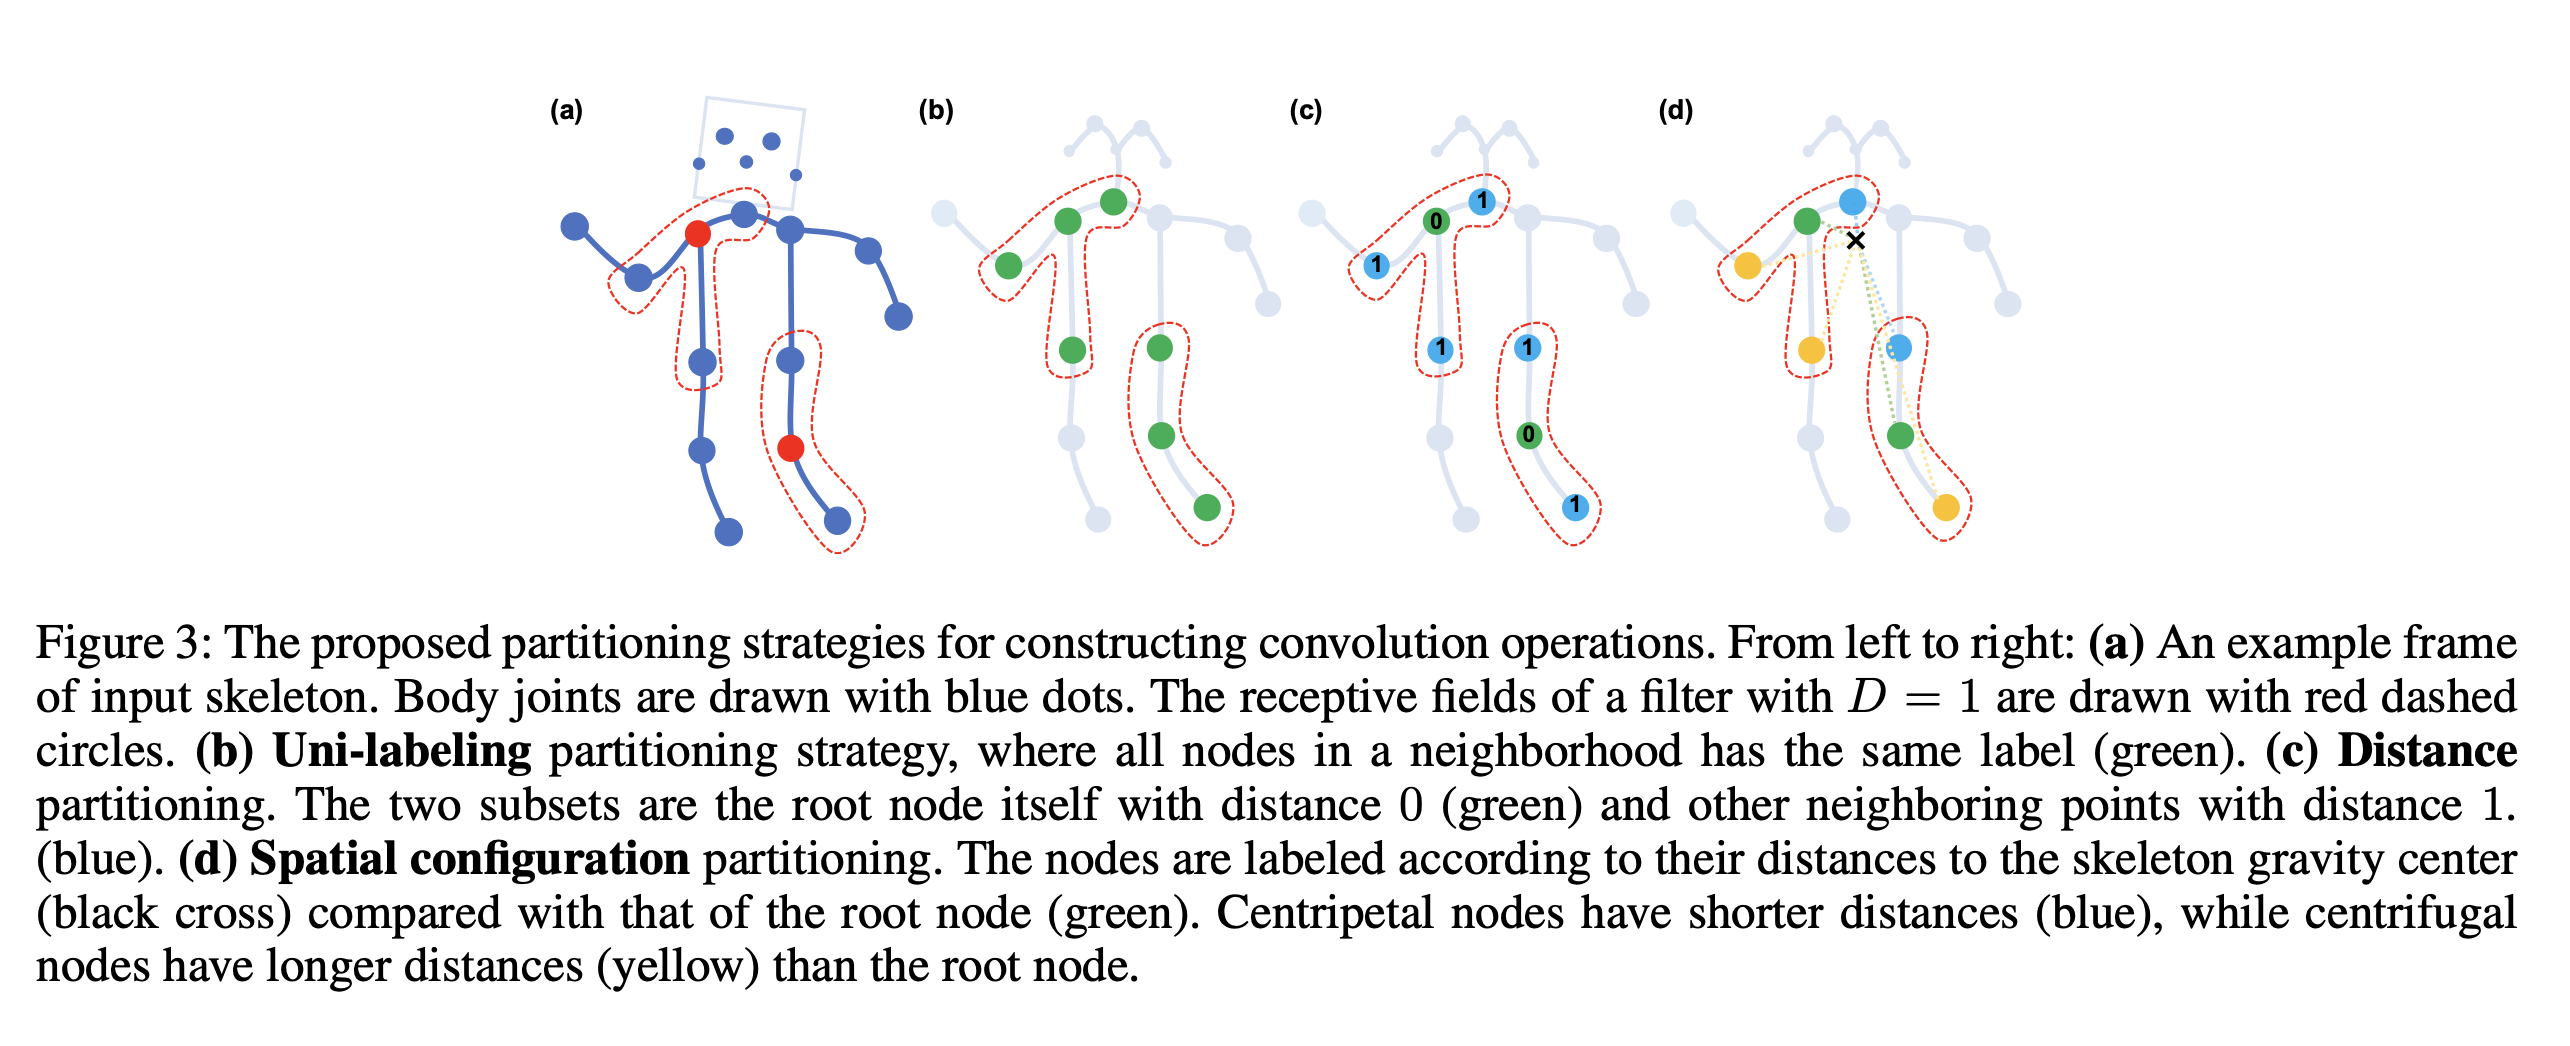 (a) (b) (c) (d)
1
0
1
1
1
0
1
Figure 3: The proposed partitioning strategies for constructing convolution operations. From left to right: (a) An example frame
of input skeleton. Body joints are drawn with blue dots. The receptive fields of a filter with D = 1 are drawn with red dashed
circles. (b) Uni-labeling partitioning strategy, where all nodes in a neighborhood has the same label (green). (c) Distance
partitioning. The two subsets are the root node itself with distance 0 (green) and other neighboring points with distance 1.
(blue). (d) Spatial configuration partitioning. The nodes are labeled according to their distances to the skeleton gravity center
(black cross) compared with that of the root node (green). Centripetal nodes have shorter distances (blue), while centrifugal
nodes have longer distances (yellow) than the root node.